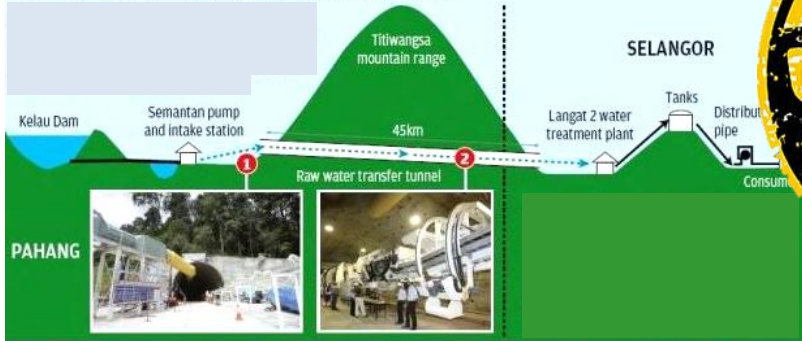 Titiwangsa
mountain range
SELANGOR
Kelau Dam
Semantan pump
and intake station
45km
Langat 2 water
treatment plant
Tanks
pipe
1
2
Raw water transfer tunnel
PAHANG